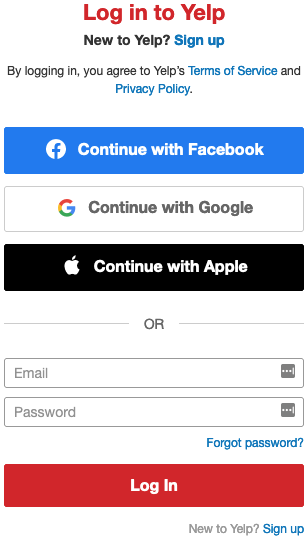 Log in to Yelp
New to Yelp? Sign up
By logging in, you agree to Yelp's Terms of Service and
Privacy Policy.
Continue with Facebook
Continue with Google
Continue with Apple
OR
Email
Password
Forgot password?
Log In
New to Yelp? Sign up